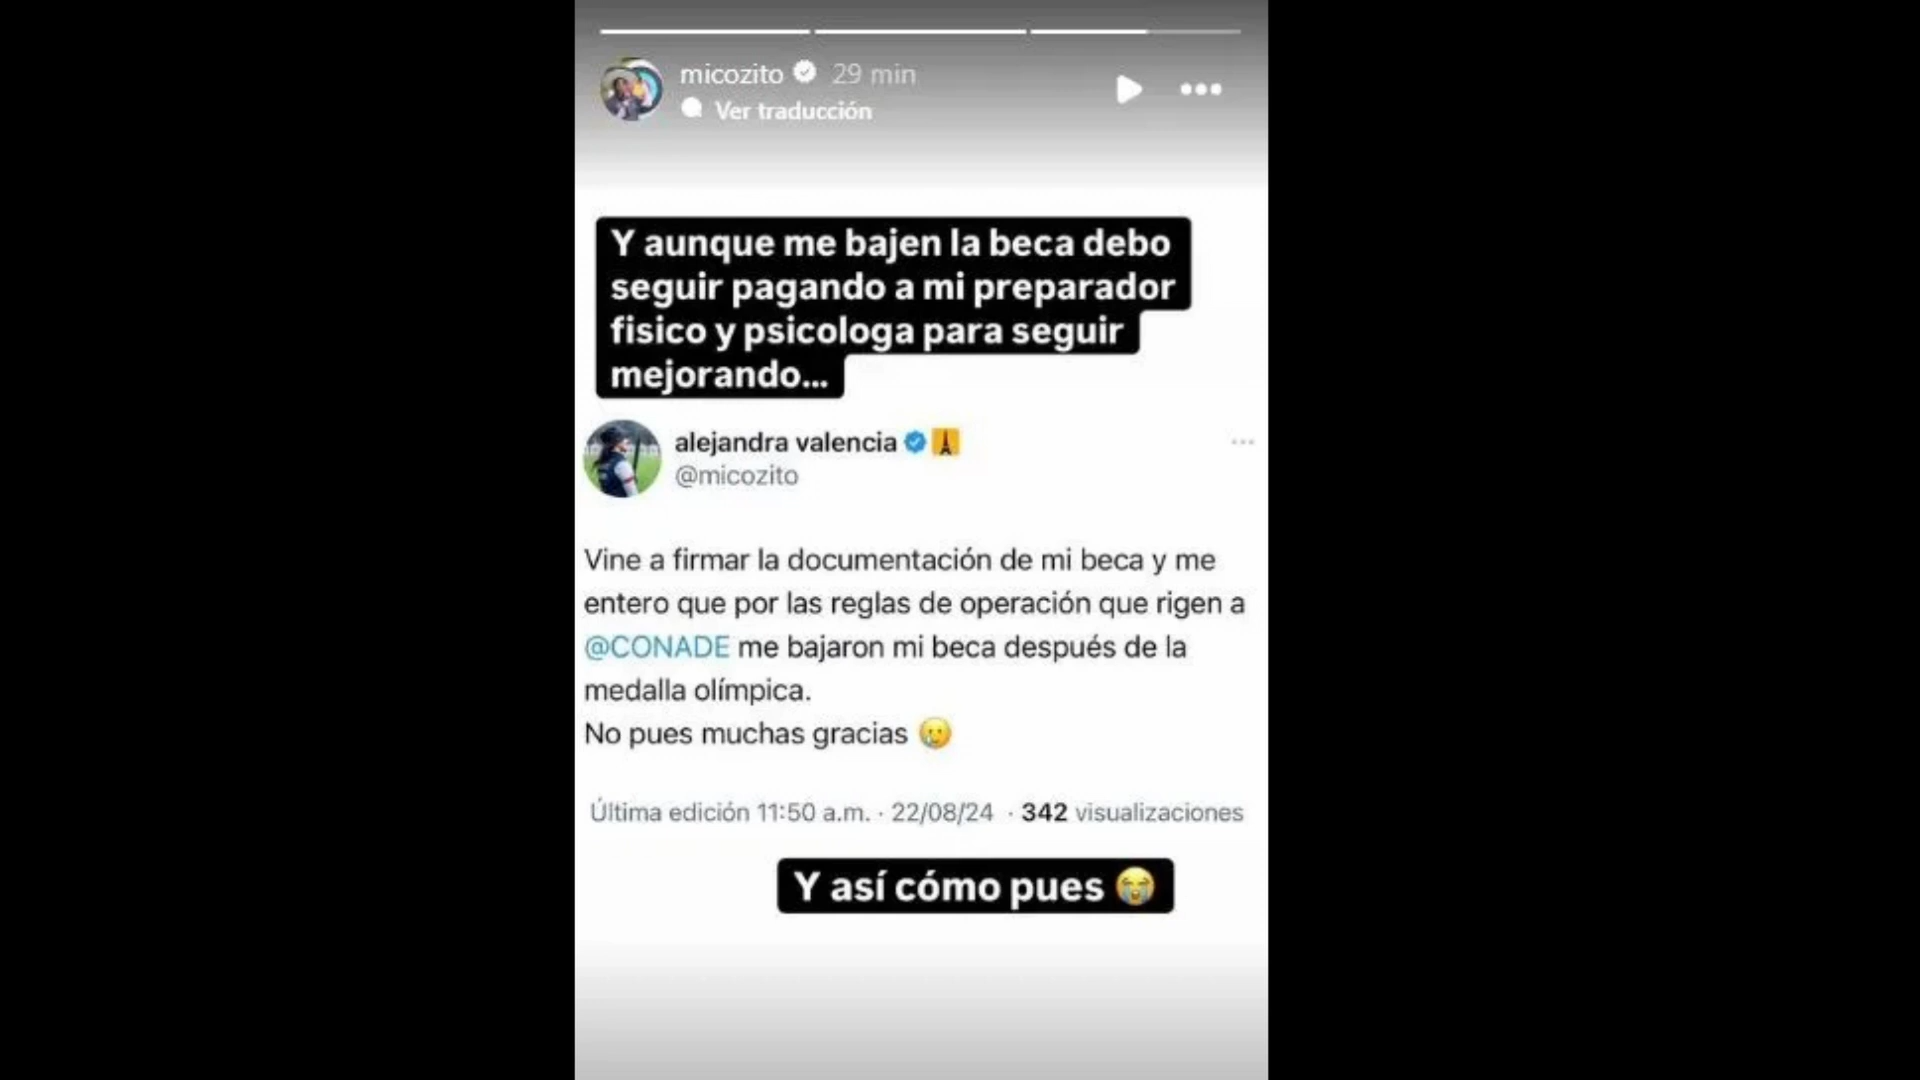 micozito 29 min
Ver traducción
Y aunque me bajen la beca debo
seguir pagando a mi preparador
fisico y psicologa para seguir
mejorando...
alejandra valencia
@micozito
Vine a firmar la documentación de mi beca y me
entero que por las reglas de operación que rigen a
@CONADE me bajaron mi beca después de la
medalla olímpica.
No pues muchas gracias 🥲
Última edición 11:50 a.m. · 22/08/24 · 342 visualizaciones
Y así cómo pues 😭